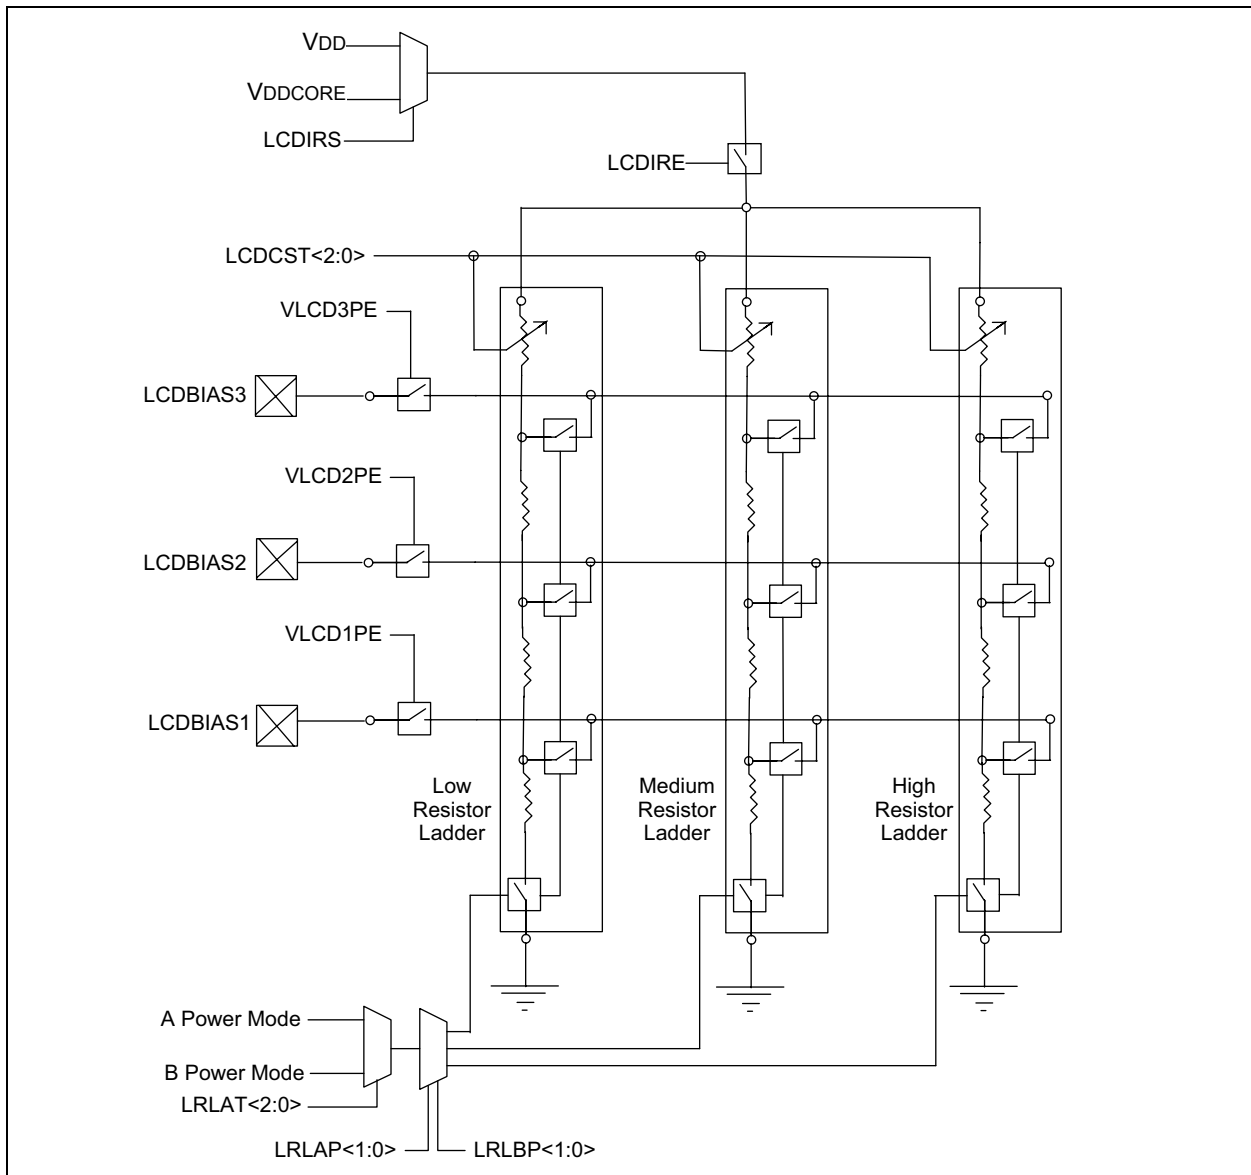 VDD
VDDCORE
LCDIRS
LCDIRE
LCDCST<2:0>
VLCD3PE
LCDBIAS3
VLCD2PE
LCDBIAS2
VLCD1PE
LCDBIAS1
Low
Resistor
Ladder
Medium
Resistor
Ladder
High
Resistor
Ladder
A Power Mode
B Power Mode
LRLAT<2:0>
LRLAP<1:0>
LRLBP<1:0>